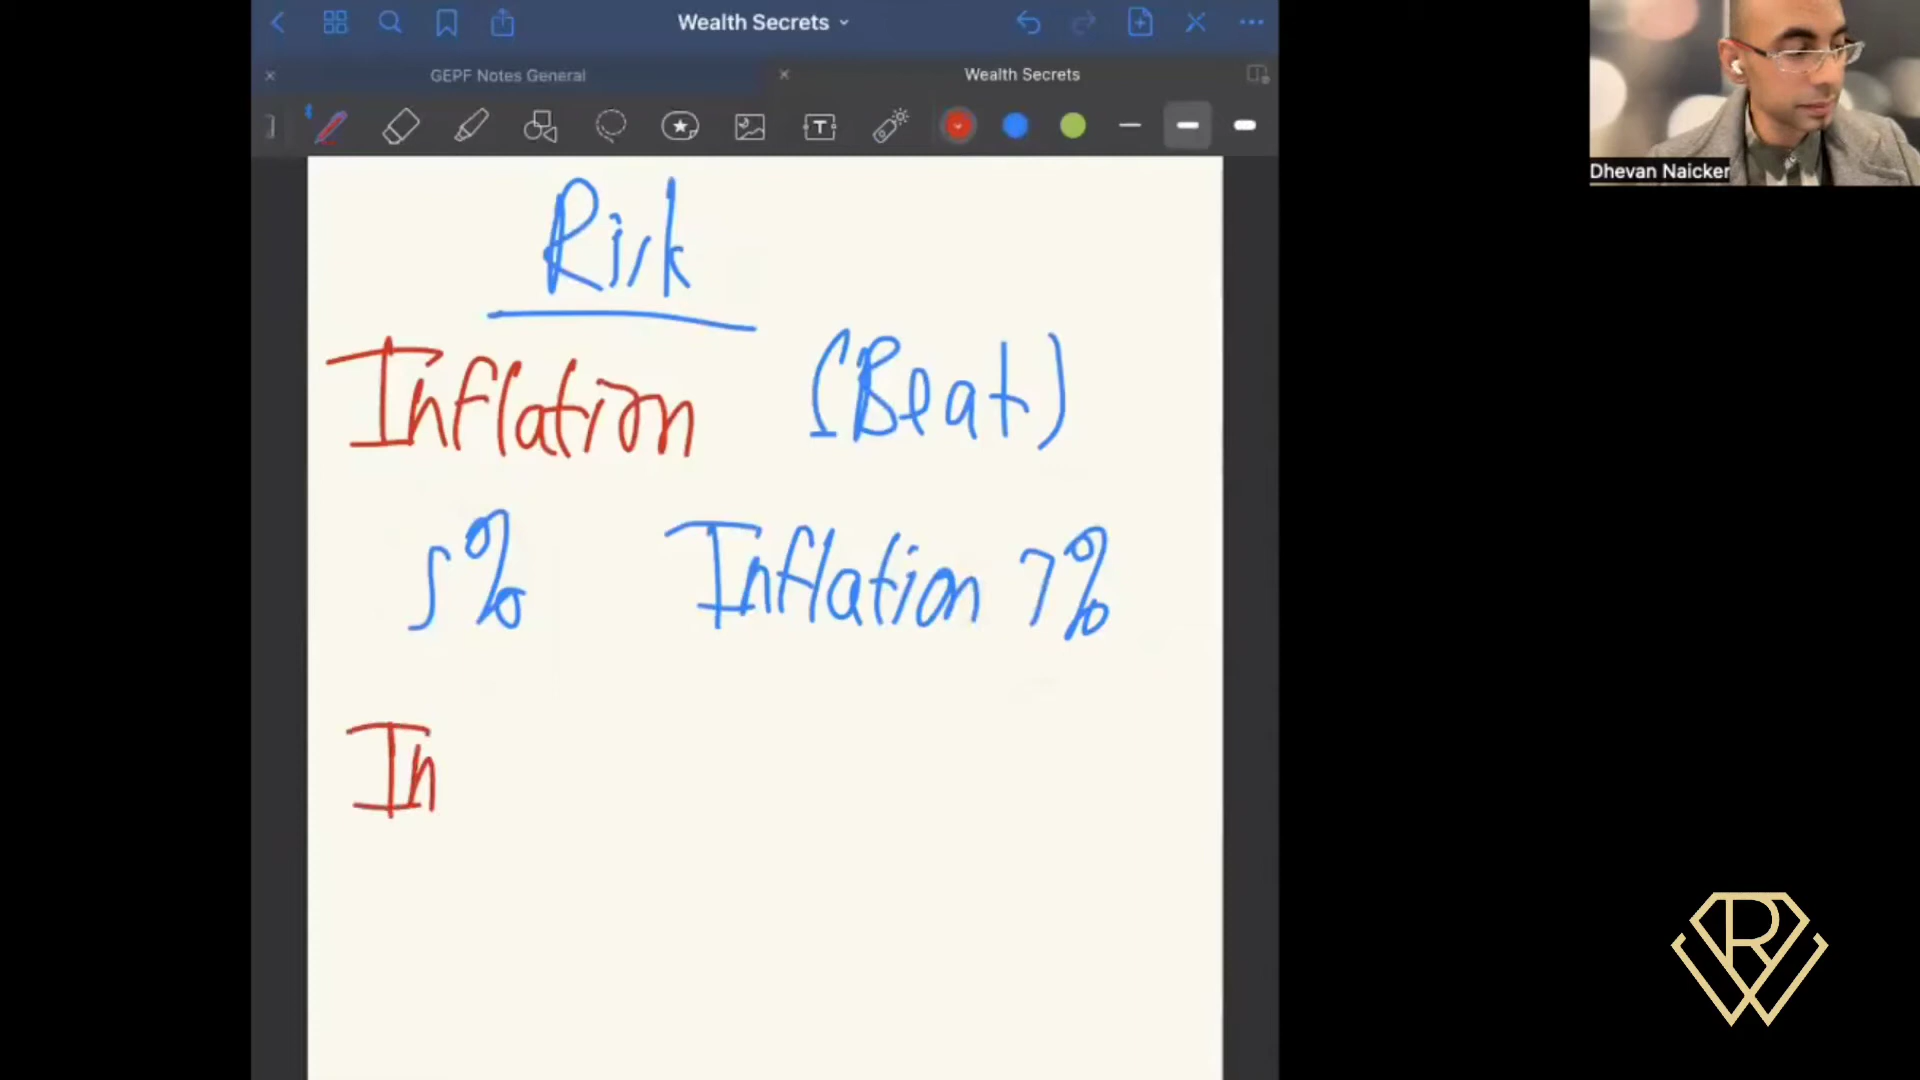 Wealth Secrets
GEPF Notes General
Wealth Secrets
Dhevan Naicker
Risk
Inflation (Beat)
5% Inflation 7%
In